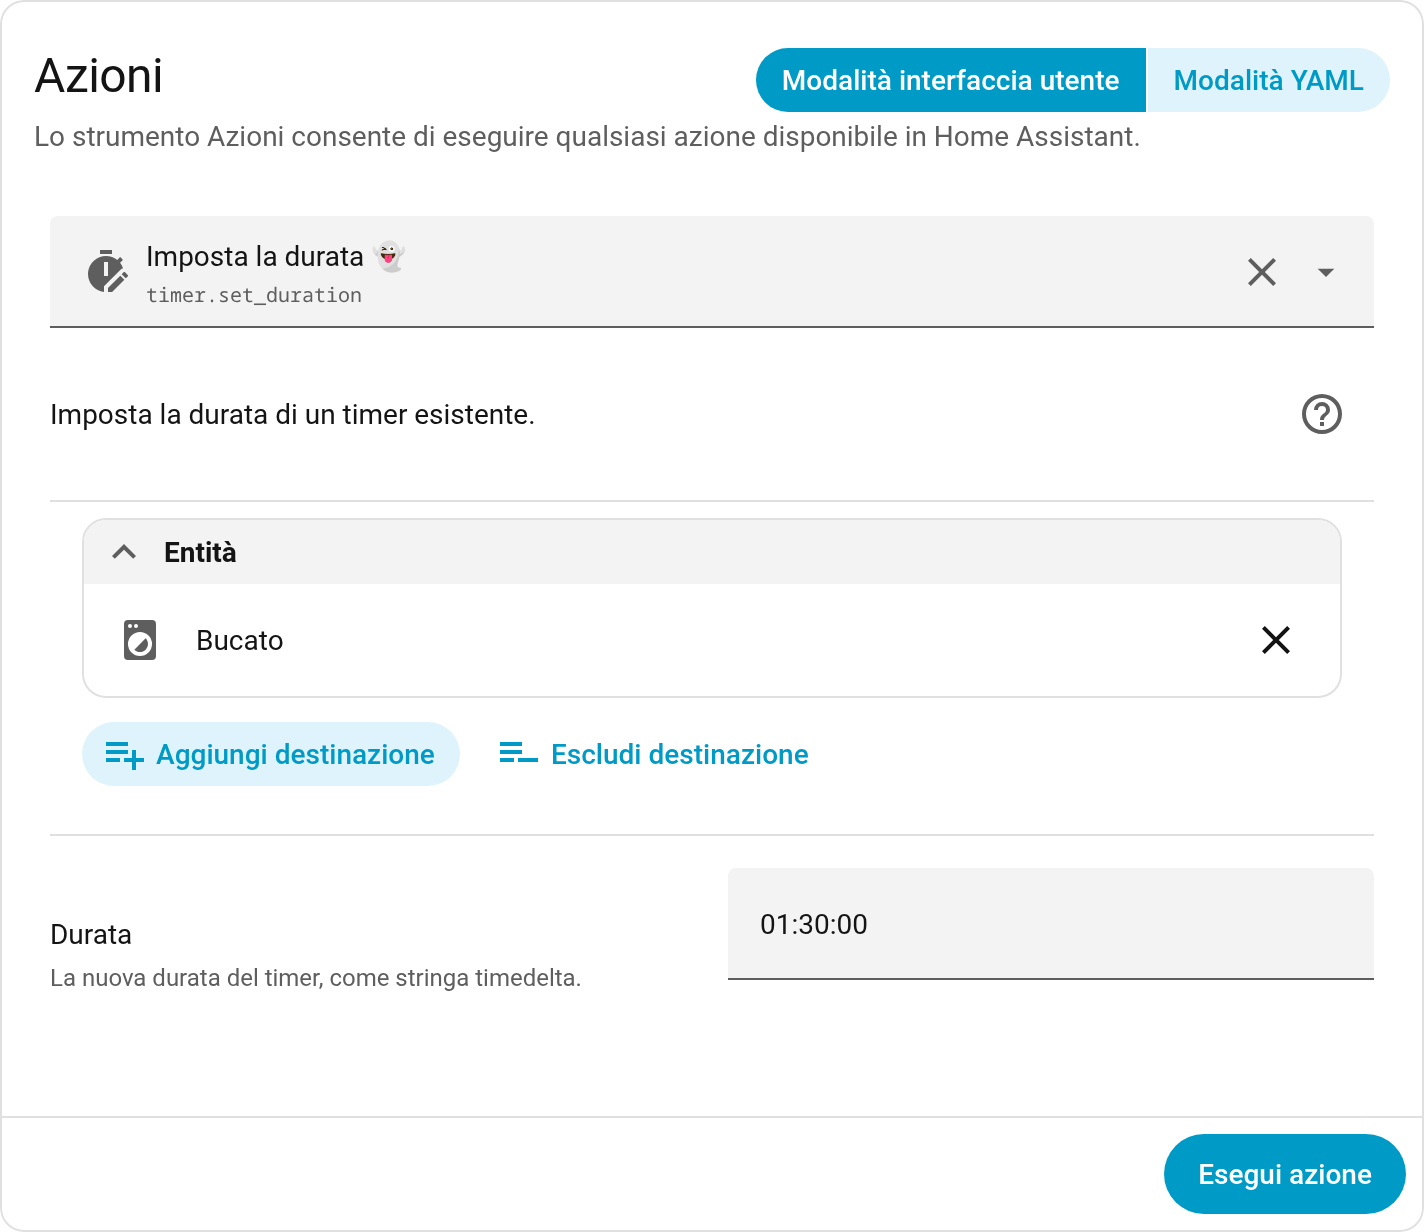 Azioni
Modalità interfaccia utente
Modalità YAML
Lo strumento Azioni consente di eseguire qualsiasi azione disponibile in Home Assistant.
Imposta la durata 👻
timer.set_duration
Imposta la durata di un timer esistente.
Entità
Bucato
Aggiungi destinazione
Escludi destinazione
Durata
La nuova durata del timer, come stringa timedelta.
01:30:00
Esegui azione